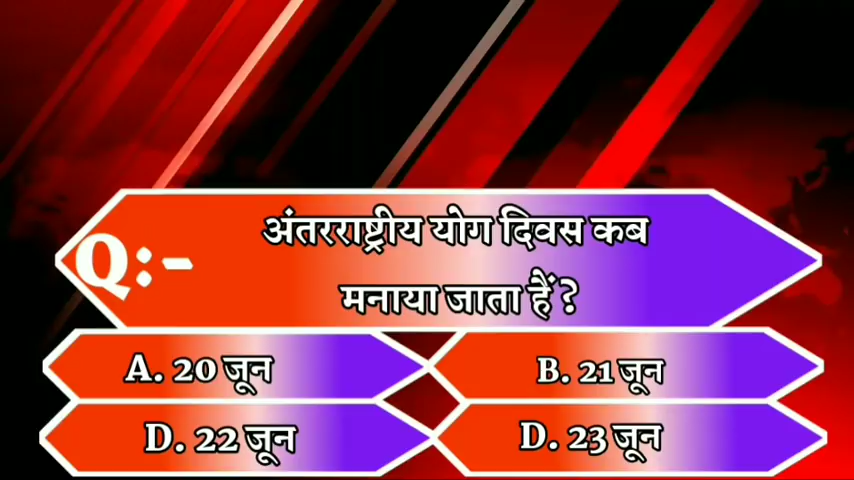 Q:- अंतरराष्ट्रीय योग दिवस कब
मनाया जाता हैं?
A. 20 जून
B. 21 जून
D. 22 जून
D. 23 जून